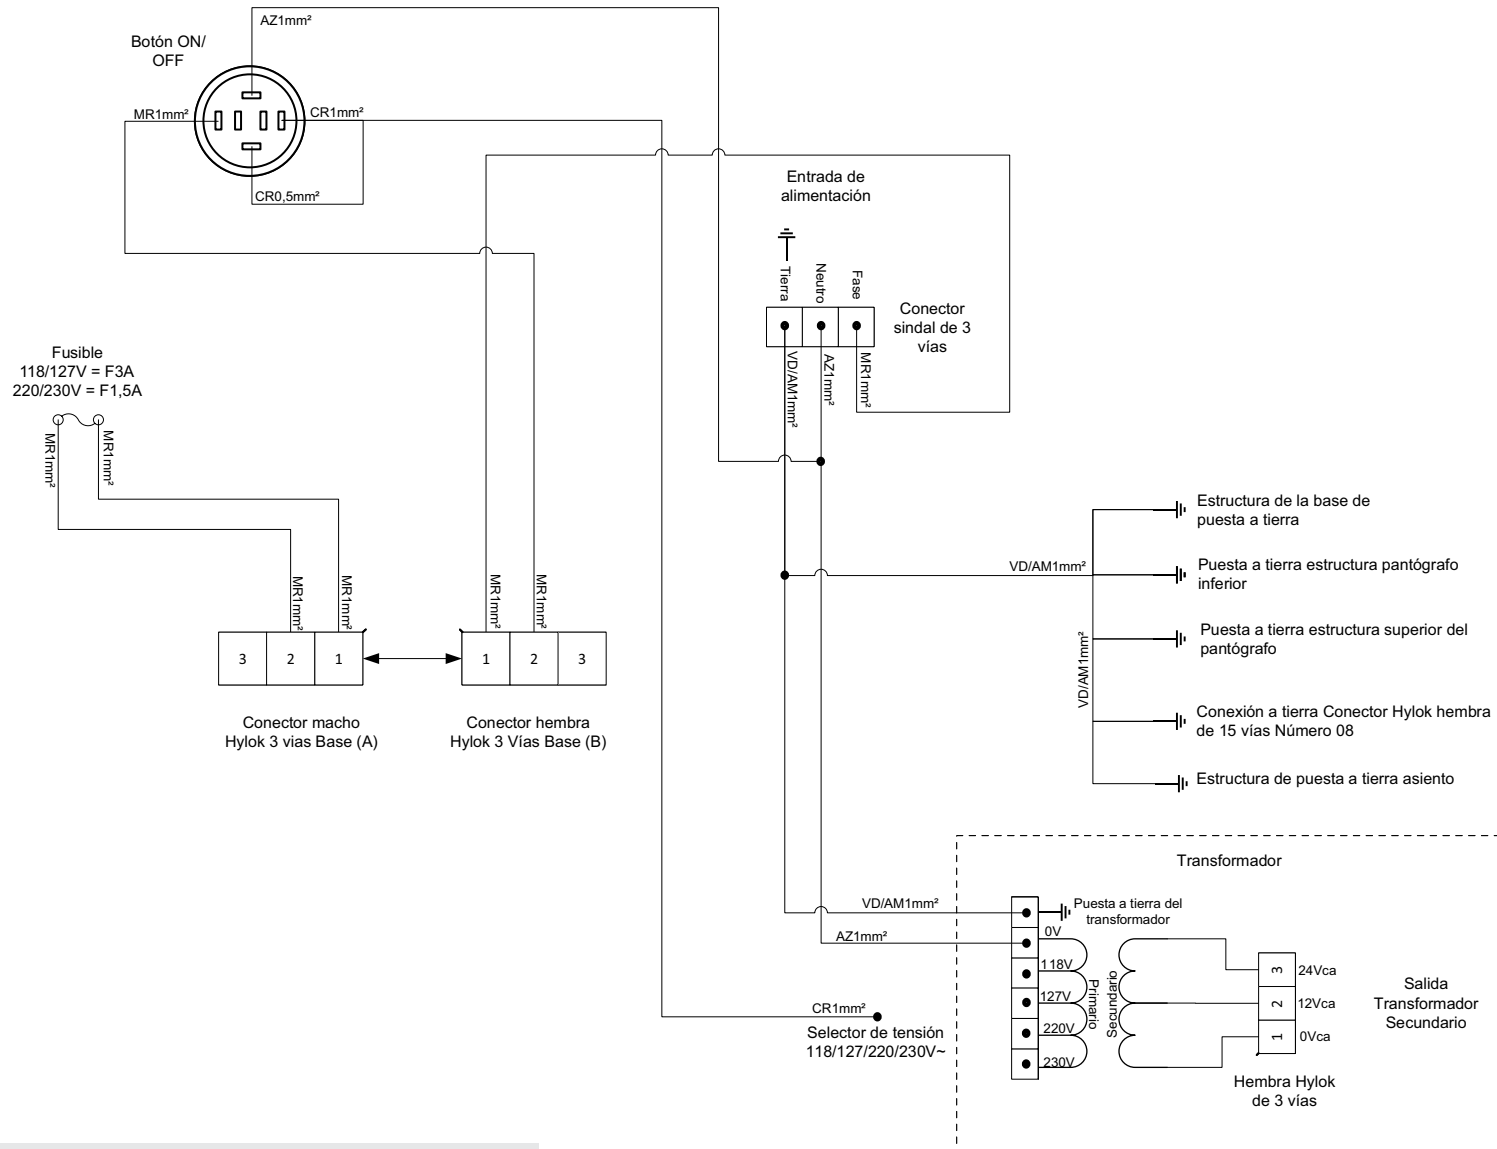 AZ1mm²
Botón ON/
OFF
MR1mm²
CR1mm²
CR0,5mm²
Entrada de
alimentación
Tierra
Neutro
Fase
Conector
sindal de 3
vías
VD/AM1mm²
AZ1mm²
MR1mm²
Fusible
118/127V = F3A
220/230V = F1,5A
MR1mm²
MR1mm²
MR1mm²
MR1mm²
MR1mm²
MR1mm²
3
2
1
1
2
3
Conector macho
Hylok 3 vias Base (A)
Conector hembra
Hylok 3 Vías Base (B)
VD/AM1mm²
VD/AM1mm²
Estructura de la base de
puesta a tierra
Puesta a tierra estructura pantógrafo
inferior
Puesta a tierra estructura superior del
pantógrafo
Conexión a tierra Conector Hylok hembra
de 15 vías Número 08
Estructura de puesta a tierra asiento
Transformador
VD/AM1mm²
Puesta a tierra del
transformador
AZ1mm²
0V
118V
127V
220V
230V
Primario
Secundario
3
2
1
24Vca
12Vca
0Vca
Salida
Transformador
Secundario
Hembra Hylok
de 3 vías
CR1mm²
Selector de tensión
118/127/220/230V~